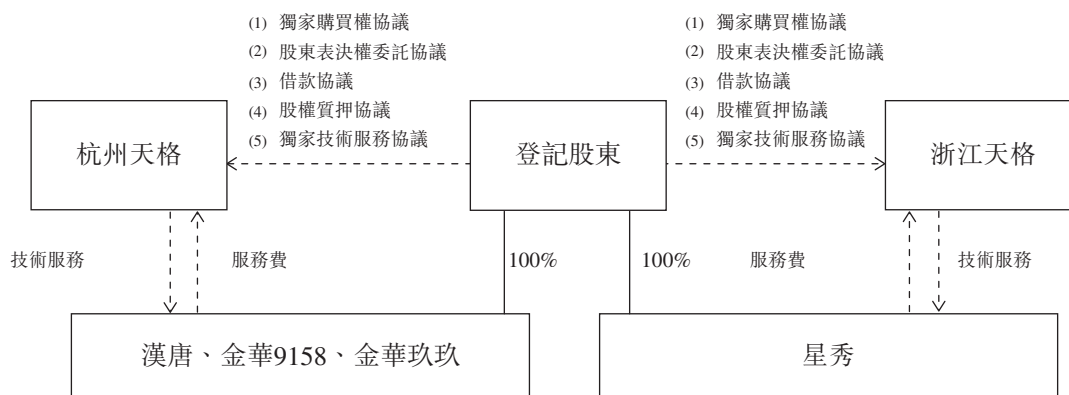 (1) 獨家購買權協議
(2) 股東表決權委託協議
(3) 借款協議
(4) 股權質押協議
(5) 獨家技術服務協議
(1) 獨家購買權協議
(2) 股東表決權委託協議
(3) 借款協議
(4) 股權質押協議
(5) 獨家技術服務協議
杭州天格
登記股東
浙江天格
技術服務
服務費
100%
100%
服務費
技術服務
漢唐、金華9158、金華玖玖
星秀